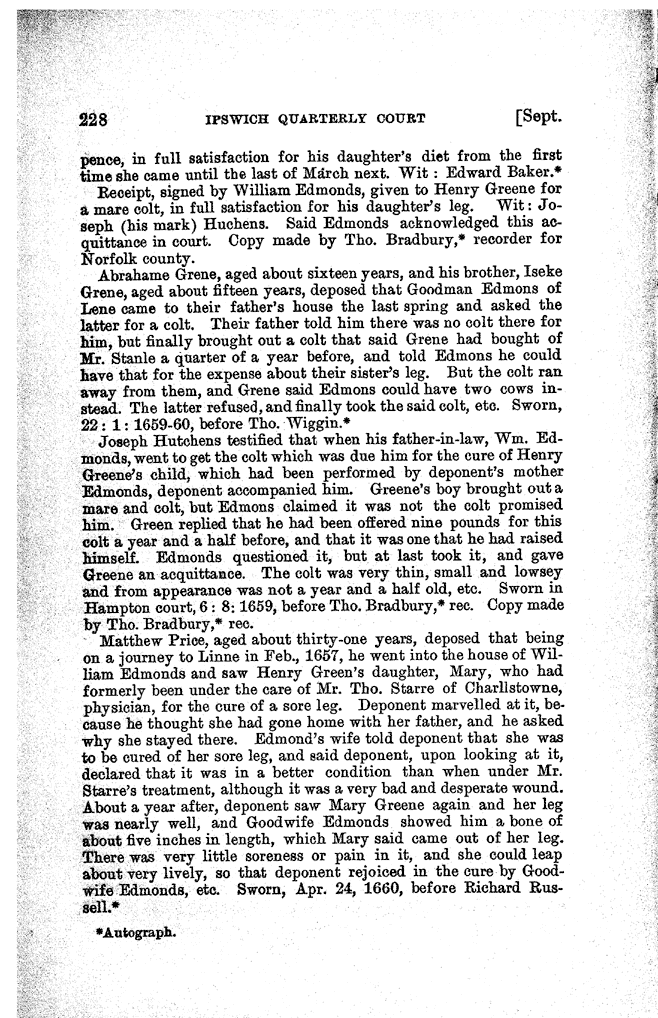 228 IPSWICH QUARTERLY COURT [Sept.
pence, in full satisfaction for his daughter's diet from the first
time she came until the last of March next. Wit : Edward Baker.*
Receipt, signed by William Edmonds, given to Henry Greene for
a mare colt, in full satisfaction for his daughter's leg. Wit: Jo-
seph (his mark) Huchens. Said Edmonds acknowledged this ac-
quittance in court. Copy made by Tho. Bradbury,* recorder for
Norfolk county.
Abrahame Grene, aged about sixteen years, and his brother, Iseke
Grene, aged about fifteen years, deposed that Goodman Edmons of
Lene came to their father's house the last spring and asked the
latter for a colt. Their father told him there was no colt there for
him, but finally brought out a colt that said Grene had bought of
Mr. Stanle a quarter of a year before, and told Edmons he could
have that for the expense about their sister's leg. But the colt ran
away from them, and Grene said Edmons could have two cows in-
stead. The latter refused, and finally took the said colt, etc. Sworn,
22 : 1 : 1659-60, before Tho. Wiggin.*
Joseph Hutchens testified that when his father-in-law, Wm. Ed-
monds, went to get the colt which was due him for the cure of Henry
Greene's child, which had been performed by deponent's mother
Edmonds, deponent accompanied him. Greene's boy brought out a
mare and colt, but Edmons claimed it was not the colt promised
him. Green replied that he had been offered nine pounds for this
colt a year and a half before, and that it was one that he had raised
himself. Edmonds questioned it, but at last took it, and gave
Greene an acquittance. The colt was very thin, small and lowsey
and from appearance was not a year and a half old, etc. Sworn in
Hampton court, 6 : 8: 1659, before Tho. Bradbury,* rec. Copy made
by Tho. Bradbury,* rec.
Matthew Price, aged about thirty-one years, deposed that being
on a journey to Linne in Feb., 1657, he went into the house of Wil-
liam Edmonds and saw Henry Green's daughter, Mary, who had
formerly been under the care of Mr. Tho. Starre of Charllstowne,
physician, for the cure of a sore leg. Deponent marvelled at it, be-
cause he thought she had gone home with her father, and he asked
why she stayed there. Edmond's wife told deponent that she was
to be cured of her sore leg, and said deponent, upon looking at it,
declared that it was in a better condition than when under Mr.
Starre's treatment, although it was a very bad and desperate wound.
About a year after, deponent saw Mary Greene again and her leg
was nearly well, and Goodwife Edmonds showed him a bone of
about five inches in length, which Mary said came out of her leg.
There was very little soreness or pain in it, and she could leap
about very lively, so that deponent rejoiced in the cure by Good-
wife Edmonds, etc. Sworn, Apr. 24, 1660, before Richard Rus-
sell.*
*Autograph.